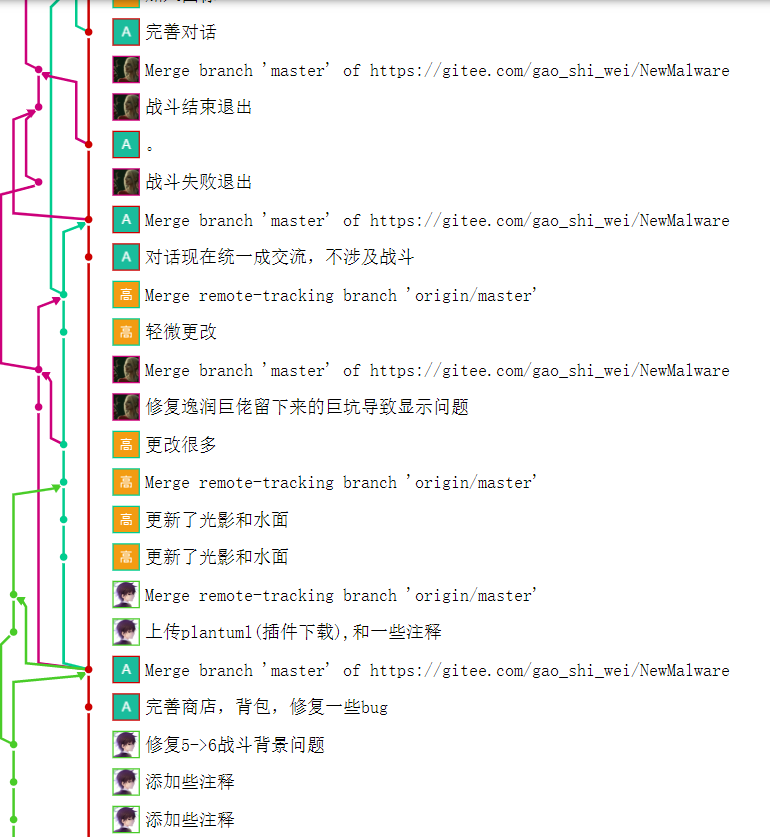 A 完善对话
Merge branch 'master' of https://gitee.com/gao_shi_wei/NewMalware
战斗结束退出
A 。
战斗失败退出
A Merge branch 'master' of https://gitee.com/gao_shi_wei/NewMalware
A 对话现在统一成交流，不涉及战斗
高 Merge remote-tracking branch 'origin/master'
高 轻微更改
Merge branch 'master' of https://gitee.com/gao_shi_wei/NewMalware
修复逸润巨佬留下来的巨坑导致显示问题
高 更改很多
高 Merge remote-tracking branch 'origin/master'
高 更新了光影和水面
高 更新了光影和水面
Merge remote-tracking branch 'origin/master'
上传plantuml(插件下载),和一些注释
A Merge branch 'master' of https://gitee.com/gao_shi_wei/NewMalware
A 完善商店，背包，修复一些bug
修复5->6战斗背景问题
添加些注释
添加些注释